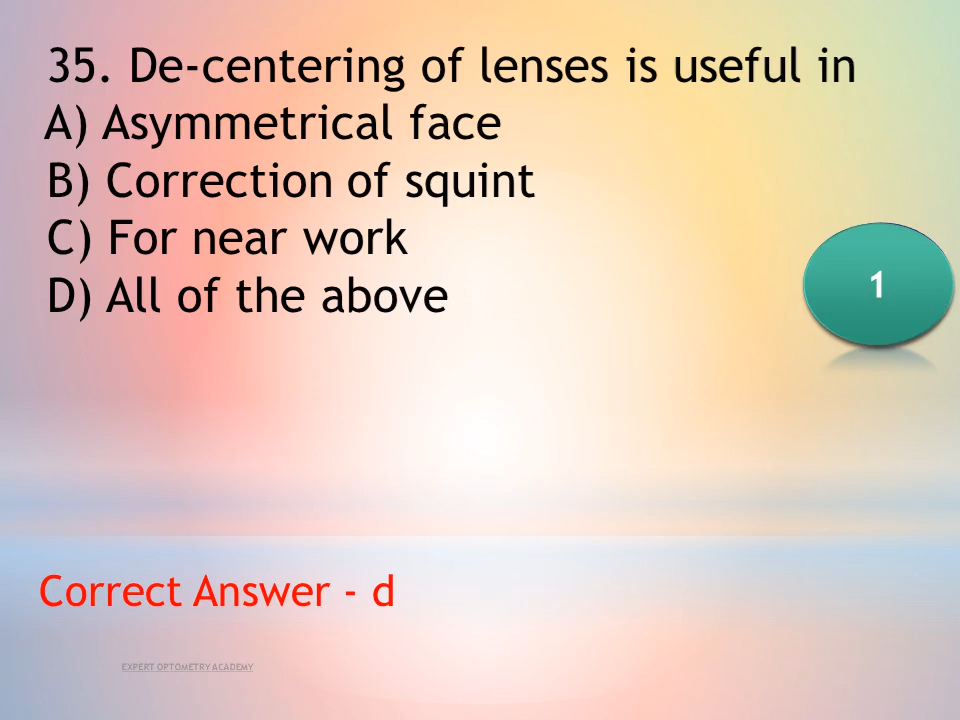 35. De-centering of lenses is useful in
A) Asymmetrical face
B) Correction of squint
C) For near work
D) All of the above
1
Correct Answer - d
EXPERT OPTOMETRY ACADEMY